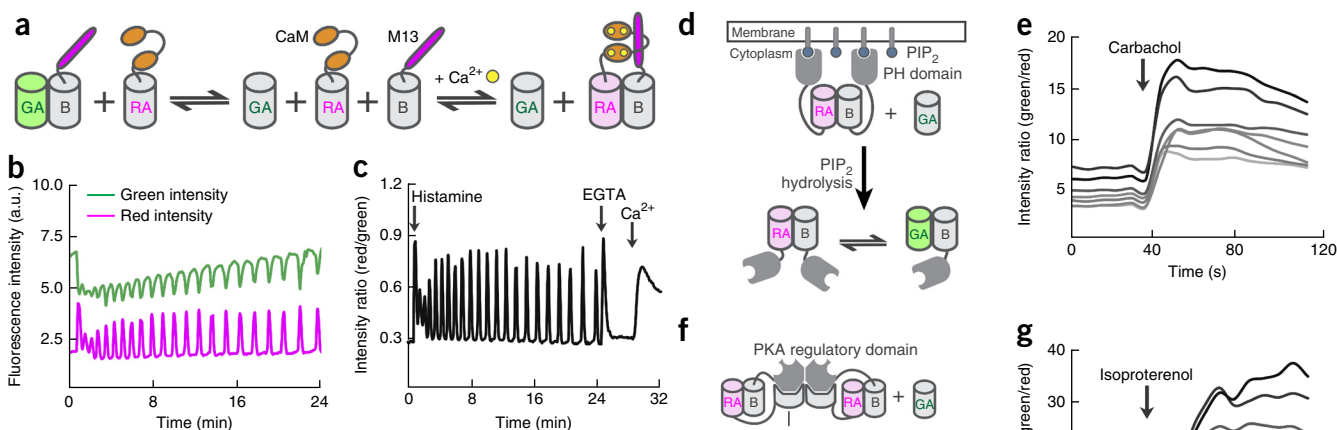 a
CaM
M13
+ Ca2+
GA
B
+
RA
GA
+
RA
+
B
GA
+
RA
B
b
10.0
7.5
5.0
2.5
Fluorescence intensity (a.u.)
Green intensity
Red intensity
0
8
16
24
Time (min)
c
1.2
0.9
0.6
0.3
Intensity ratio (red/green)
Histamine
EGTA
Ca2+
0
8
16
24
32
Time (min)
d
Membrane
Cytoplasm
PIP2
PH domain
RA
B
+
GA
PIP2
hydrolysis
RA
B
GA
B
e
20
15
10
5
Intensity ratio (green/red)
Carbachol
0
40
80
120
Time (s)
f
PKA regulatory domain
RA
B
RA
B
+
GA
g
40
30
green/red)
Isoproterenol